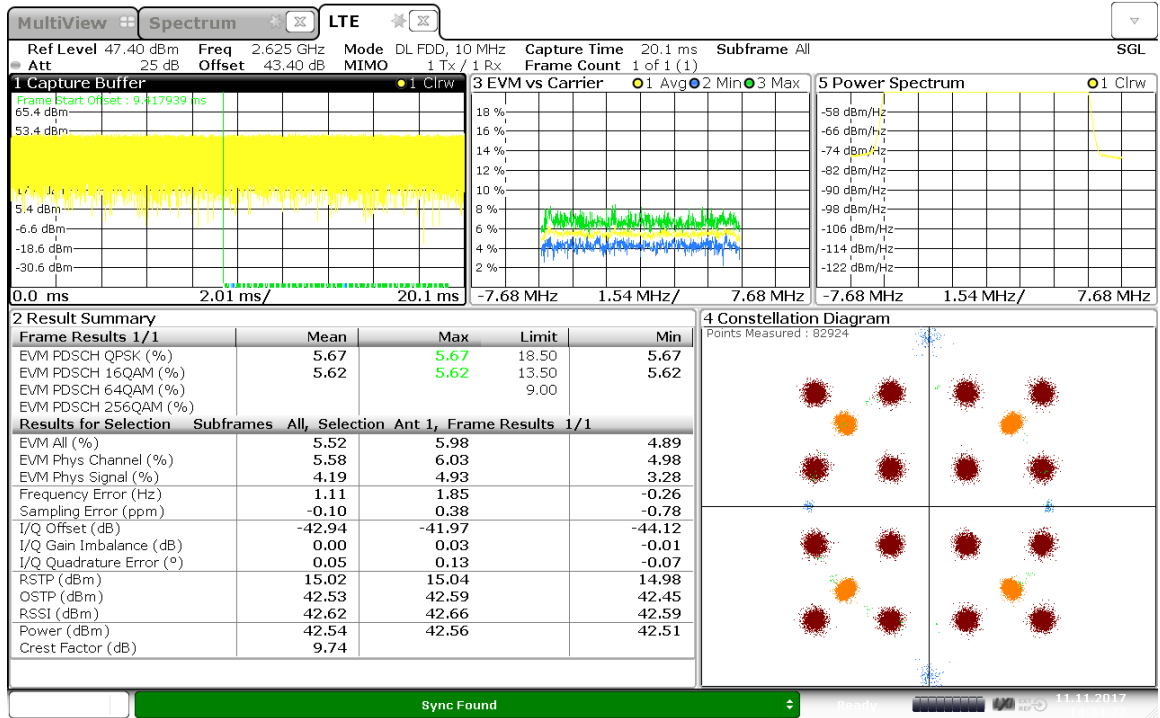 MultiView Spectrum LTE
Ref Level 47.40 dBm Freq 2.625 GHz Mode DL FDD, 10 MHz Capture Time 20.1 ms Subframe All SGL
Att 25 dB Offset 43.40 dB MIMO 1 Tx / 1 Rx Frame Count 1 of 1 (1)
1 Capture Buffer 1 Clrw
Frame Start Offset : 9.417939 ms
65.4 dBm
53.4 dBm
5.4 dBm
-6.6 dBm
-18.6 dBm
-30.6 dBm
0.0 ms 2.01 ms/ 20.1 ms
3 EVM vs Carrier 1 Avg 2 Min 3 Max
18 %
16 %
14 %
12 %
10 %
8 %
6 %
4 %
2 %
-7.68 MHz 1.54 MHz/ 7.68 MHz
5 Power Spectrum 1 Clrw
-58 dBm/Hz
-66 dBm/Hz
-74 dBm/Hz
-82 dBm/Hz
-90 dBm/Hz
-98 dBm/Hz
-106 dBm/Hz
-114 dBm/Hz
-122 dBm/Hz
-7.68 MHz 1.54 MHz/ 7.68 MHz
2 Result Summary
Frame Results 1/1 Mean Max Limit Min
EVM PDSCH QPSK (%) 5.67 5.67 18.50 5.67
EVM PDSCH 16QAM (%) 5.62 5.62 13.50 5.62
EVM PDSCH 64QAM (%) 9.00
EVM PDSCH 256QAM (%)
Results for Selection Subframes All, Selection Ant 1, Frame Results 1/1
EVM All (%) 5.52 5.98 4.89
EVM Phys Channel (%) 5.58 6.03 4.98
EVM Phys Signal (%) 4.19 4.93 3.28
Frequency Error (Hz) 1.11 1.85 -0.26
Sampling Error (ppm) -0.10 0.38 -0.78
I/Q Offset (dB) -42.94 -41.97 -44.12
I/Q Gain Imbalance (dB) 0.00 0.03 -0.01
I/Q Quadrature Error (°) 0.05 0.13 -0.07
RSTP (dBm) 15.02 15.04 14.98
OSTP (dBm) 42.53 42.59 42.45
RSSI (dBm) 42.62 42.66 42.59
Power (dBm) 42.54 42.56 42.51
Crest Factor (dB) 9.74
4 Constellation Diagram
Points Measured : 82924
Sync Found Ready 11.11.2017